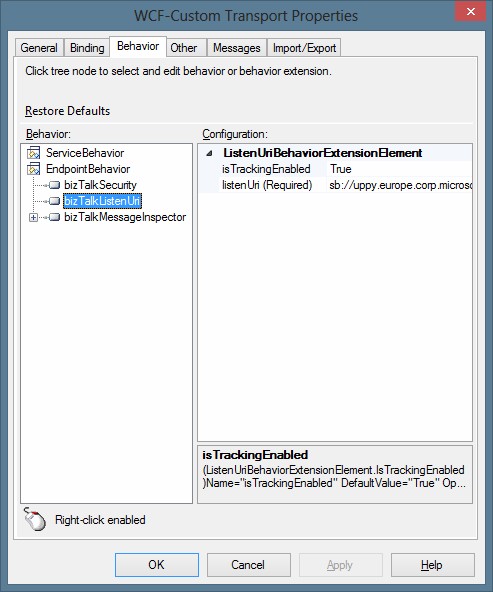 WCF-Custom Transport Properties
General Binding Behavior Other Messages Import/Export
Click tree node to select and edit behavior or behavior extension.
Restore Defaults
Behavior: Configuration:
ServiceBehavior
EndpointBehavior
bizTalkSecurity
bizTalkListenUri
bizTalkMessageInspector
ListenUriBehaviorExtensionElement
isTrackingEnabled True
listenUri (Required) sb://uppy.europe.corp.microso
isTrackingEnabled
(ListenUriBehaviorExtensionElement.IsTrackingEnabled
)Name="isTrackingEnabled" DefaultValue="True" Op...
Right-click enabled
OK Cancel Apply Help